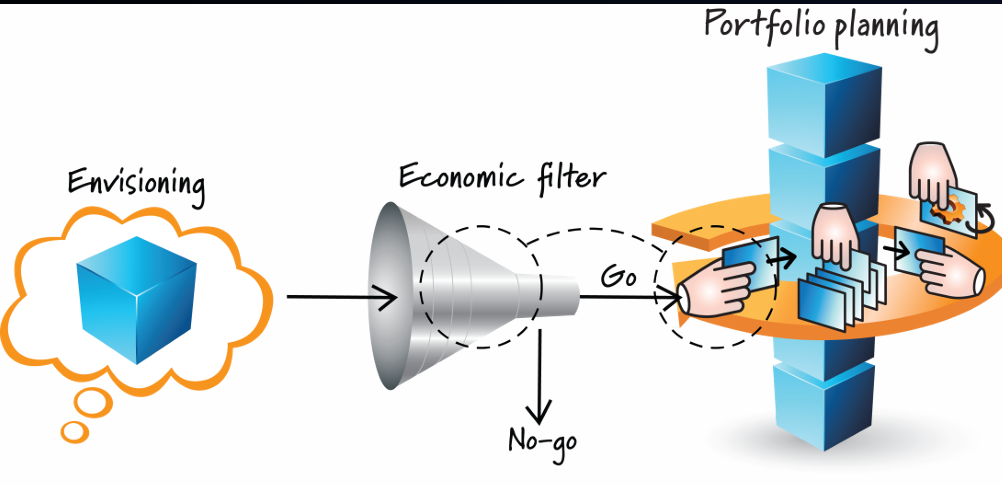 Portfolio planning
Envisioning
Economic filter
Go
No-go